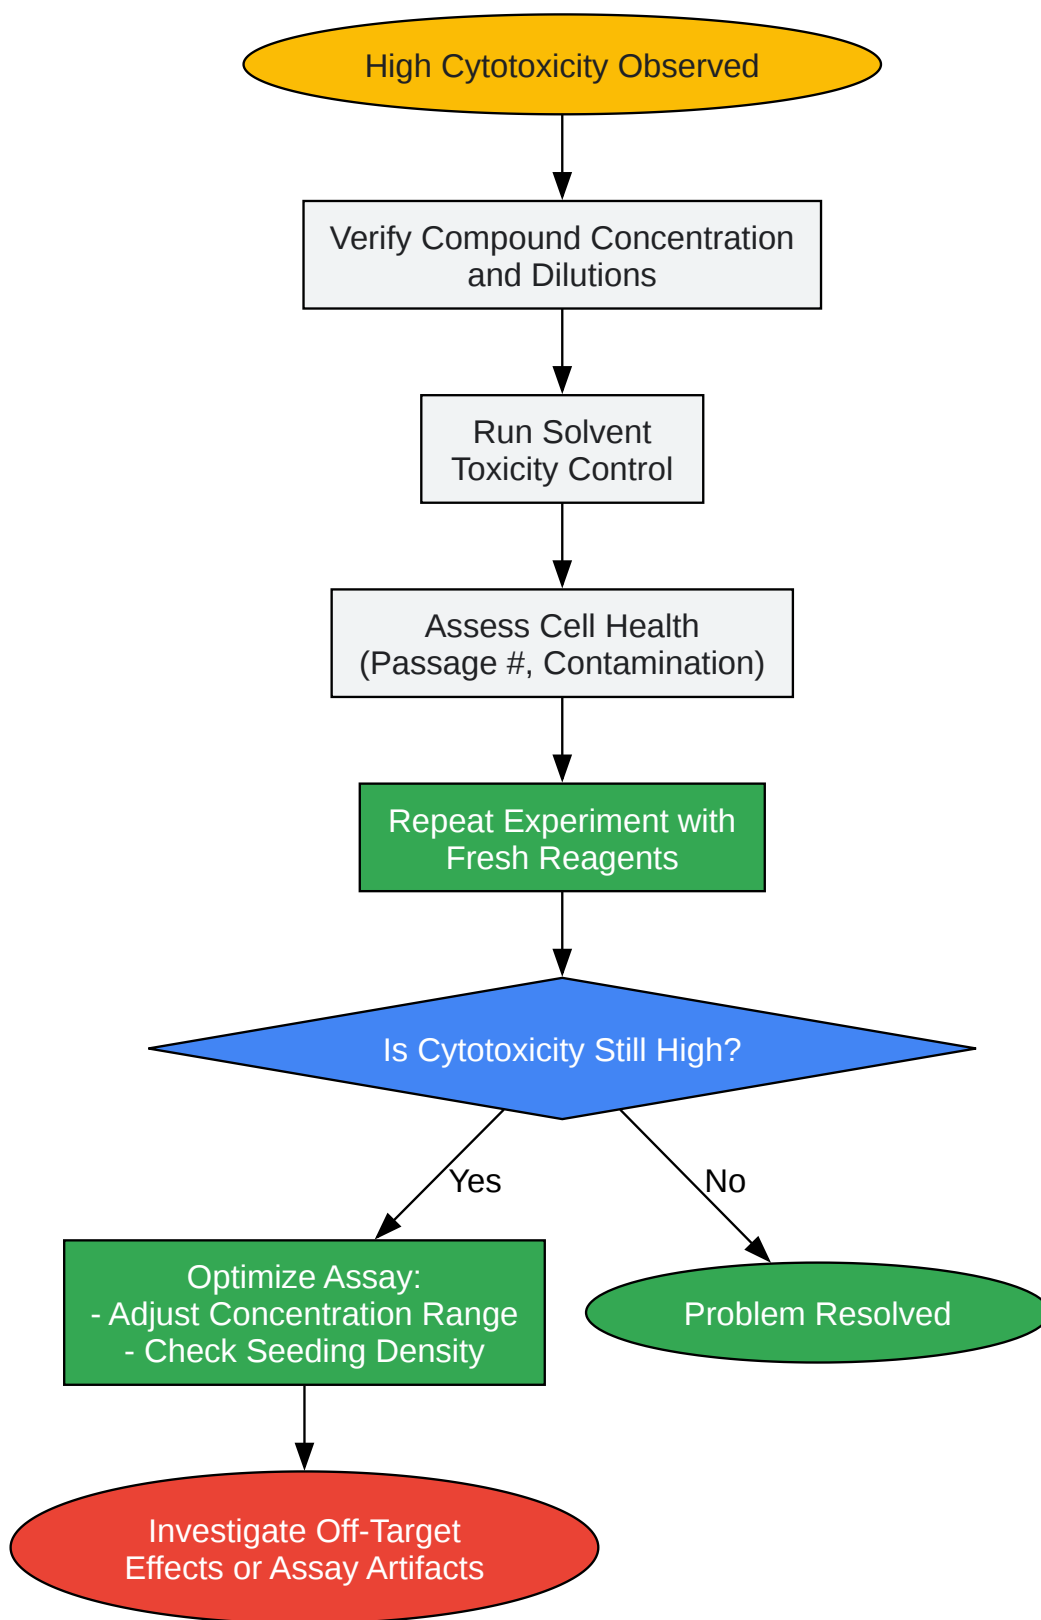 High Cytotoxicity Observed
Verify Compound Concentration
and Dilutions
Run Solvent
Toxicity Control
Assess Cell Health
(Passage #, Contamination)
Repeat Experiment with
Fresh Reagents
Is Cytotoxicity Still High?
Yes
No
Optimize Assay:
- Adjust Concentration Range
- Check Seeding Density
Problem Resolved
Investigate Off-Target
Effects or Assay Artifacts